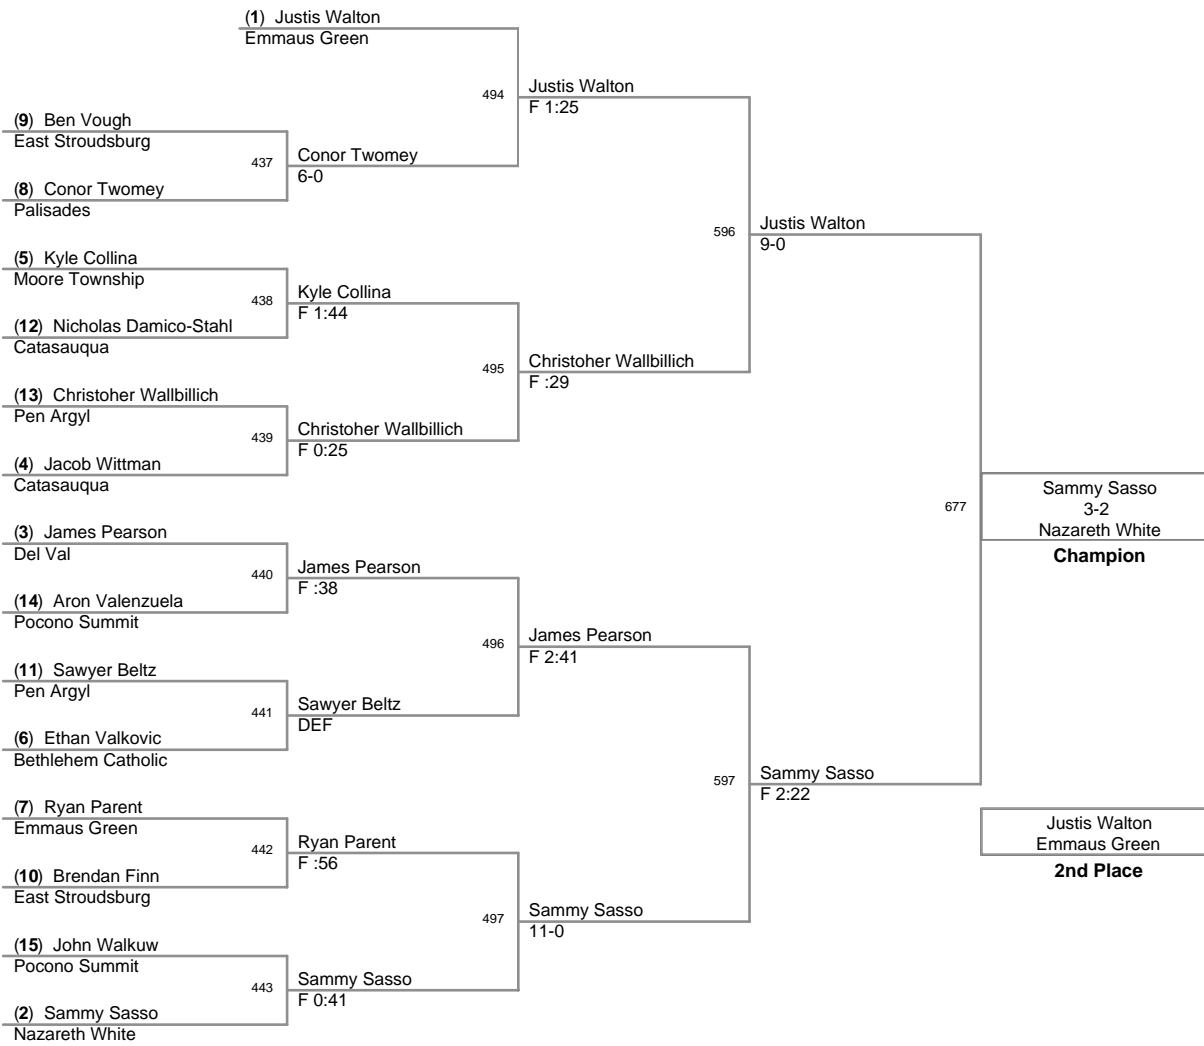 (1) Justis Walton
Emmaus Green
494
Justis Walton
F 1:25
(9) Ben Vough
East Stroudsburg
437
Conor Twomey
6-0
(8) Conor Twomey
Palisades
596
Justis Walton
9-0
(5) Kyle Collina
Moore Township
438
Kyle Collina
F 1:44
(12) Nicholas Damico-Stahl
Catasauqua
495
Christoher Wallbillich
F :29
(13) Christoher Wallbillich
Pen Argyl
439
Christoher Wallbillich
F 0:25
(4) Jacob Wittman
Catasauqua
677
Sammy Sasso
3-2
Nazareth White
Champion
(3) James Pearson
Del Val
440
James Pearson
F :38
(14) Aron Valenzuela
Pocono Summit
496
James Pearson
F 2:41
(11) Sawyer Beltz
Pen Argyl
441
Sawyer Beltz
DEF
(6) Ethan Valkovic
Bethlehem Catholic
597
Sammy Sasso
F 2:22
(7) Ryan Parent
Emmaus Green
442
Ryan Parent
F :56
(10) Brendan Finn
East Stroudsburg
Justis Walton
Emmaus Green
2nd Place
497
Sammy Sasso
11-0
(15) John Walkuw
Pocono Summit
443
Sammy Sasso
F 0:41
(2) Sammy Sasso
Nazareth White